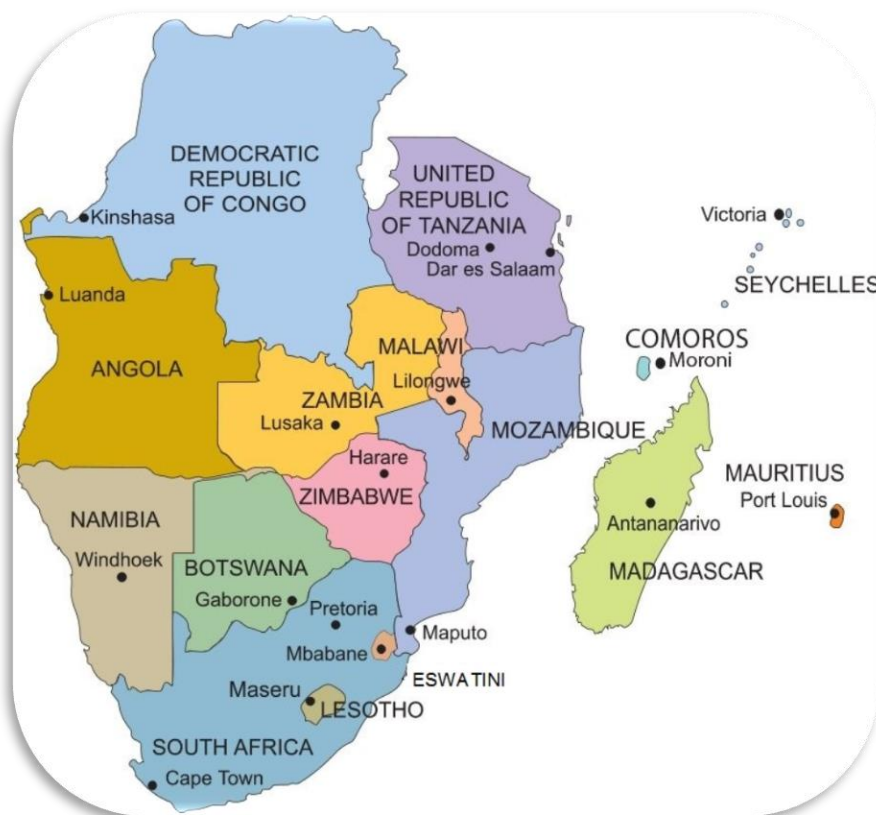 DEMOCRATIC
REPUBLIC
OF CONGO
Kinshasa
UNITED
REPUBLIC
OF TANZANIA
Dodoma
Dar es Salaam
Victoria
SEYCHELLES
Luanda
ANGOLA
COMOROS
Moroni
MALAWI
Lilongwe
ZAMBIA
Lusaka
MOZAMBIQUE
Harare
ZIMBABWE
MAURITIUS
Port Louis
Antananarivo
MADAGASCAR
NAMIBIA
Windhoek
BOTSWANA
Gaborone
Pretoria
Mbabane
Maputo
ESWATINI
Maseru
LESOTHO
SOUTH AFRICA
Cape Town